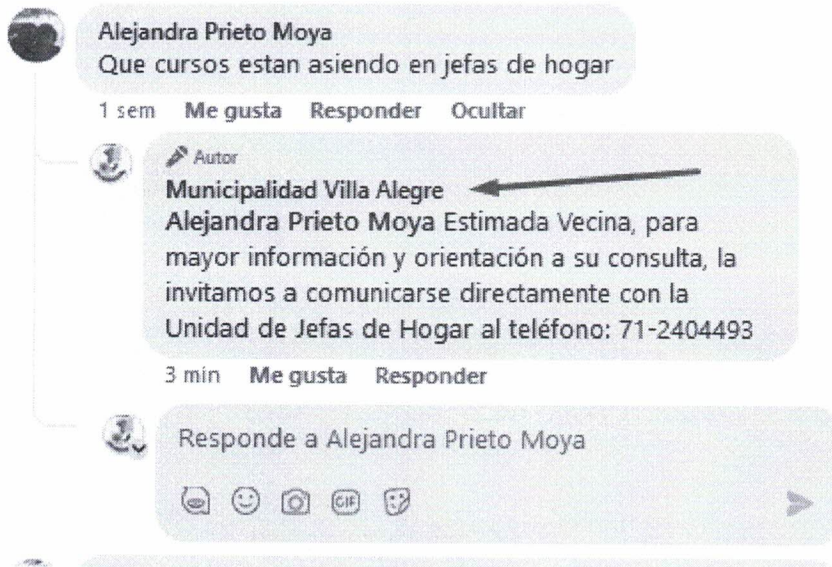 Alejandra Prieto Moya
Que cursos estan asiendo en jefas de hogar
1 sem Me gusta Responder Ocultar
Autor
Municipalidad Villa Alegre
Alejandra Prieto Moya Estimada Vecina, para
mayor información y orientación a su consulta, la
invitamos a comunicarse directamente con la
Unidad de Jefas de Hogar al teléfono: 71-2404493
3 min Me gusta Responder
Responde a Alejandra Prieto Moya
GIF